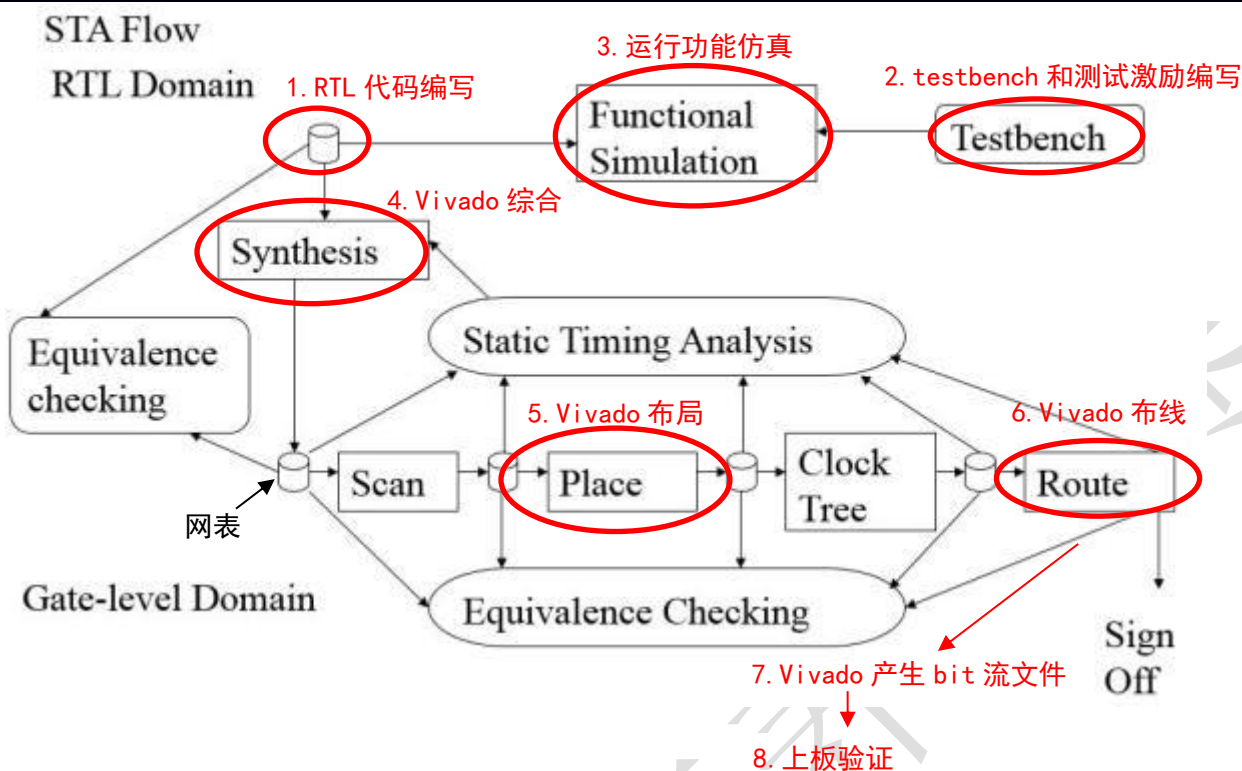 STA Flow
RTL Domain
1.RTL 代码编写
3.运行功能仿真
2.testbench 和测试激励编写
Functional
Simulation
Testbench
4.Vivado 综合
Synthesis
Equivalence
checking
Static Timing Analysis
5.Vivado 布局
6.Vivado 布线
Scan
Place
Clock
Tree
Route
网表
Gate-level Domain
Equivalence Checking
Sign
Off
7.Vivado 产生 bit 流文件
8.上板验证